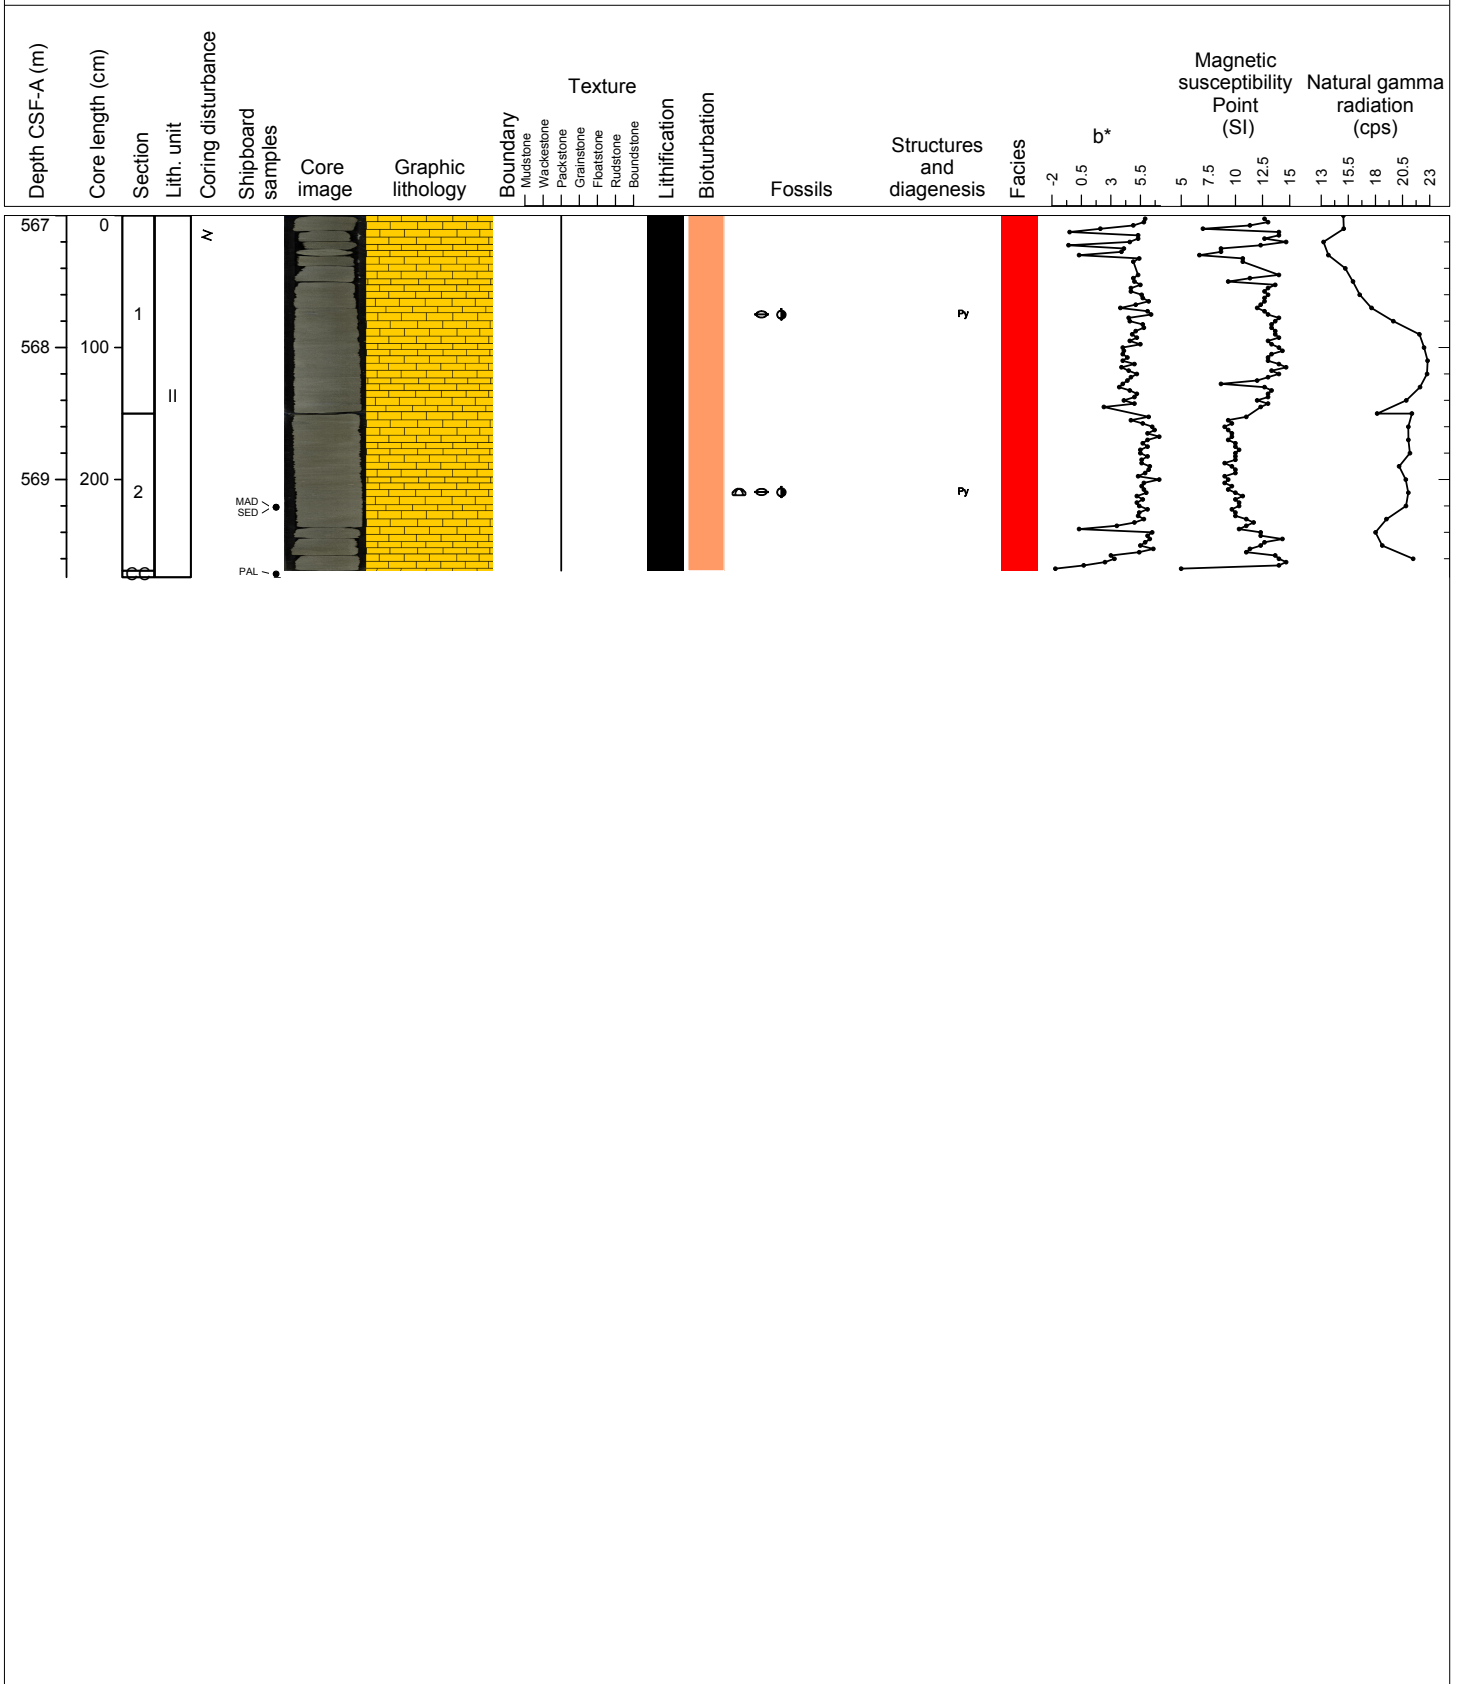 Depth CSF-A (m)
Core length (cm)
Section
Lith. unit
Coring disturbance
Shipboard
samples
Core
image
Graphic
lithology
Boundary
Texture
Mudstone
Wackestone
Packstone
Grainstone
Floatstone
Rudstone
Boundstone
Lithification
Bioturbation
Fossils
Structures
and
diagenesis
Facies
b*
-2 0.5 3 5.5
Magnetic
susceptibility
Point
(SI)
5 7.5 10 12.5 15
Natural gamma
radiation
(cps)
13 15.5 18 20.5 23
567 0
1 Py
568 100
II
569 200
2 Py
MAD
SED
CC
PAL